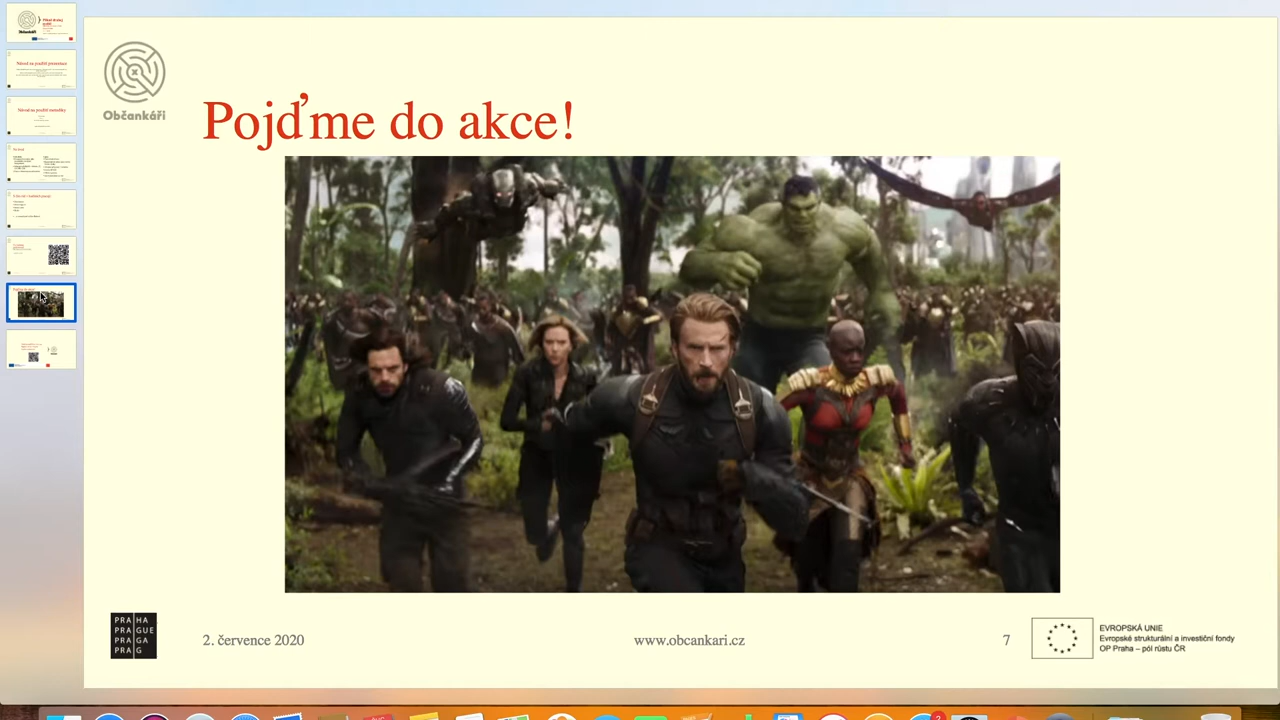 Občankáři
Pojďme do akce!
PRA HA
PRA GUE
PRA GA
PRA G
2. července 2020
www.obcankari.cz
7
EVROPSKÁ UNIE
Evropské strukturální a investiční fondy
OP Praha – pól růstu ČR